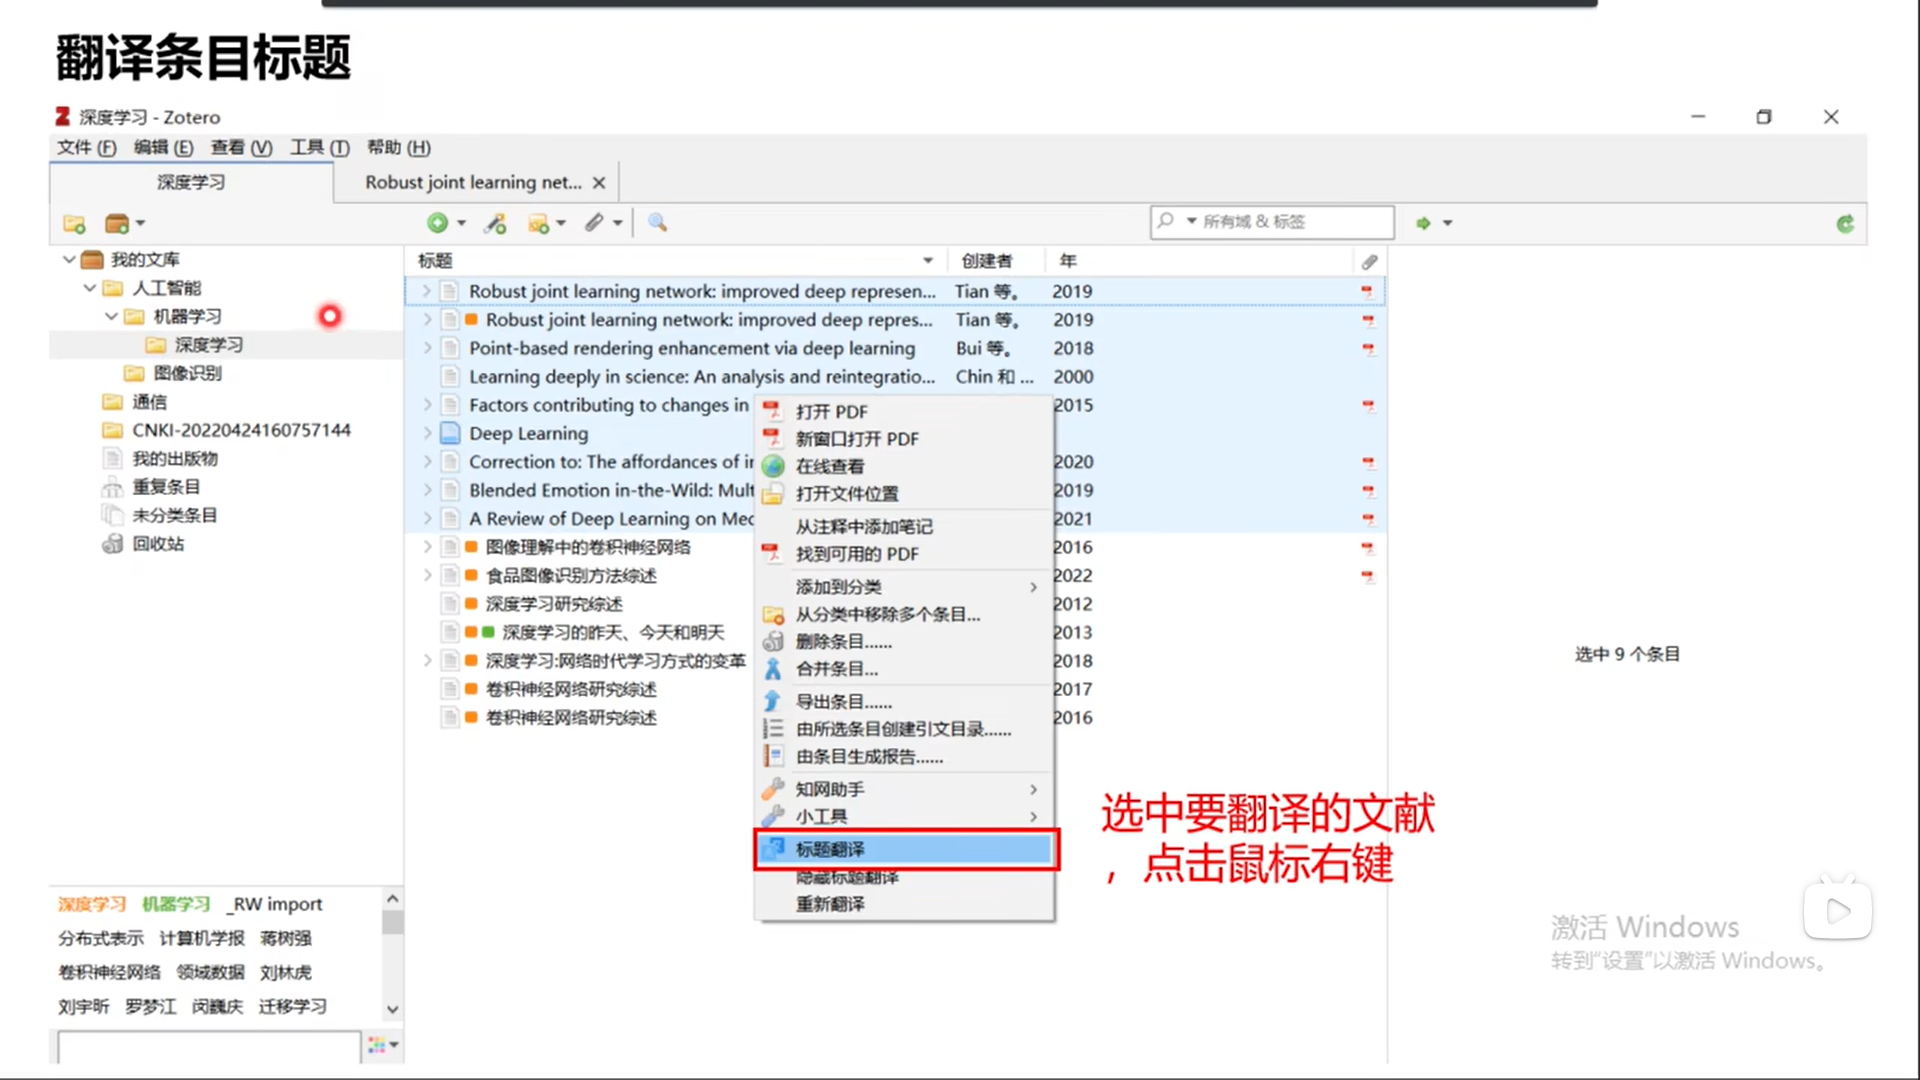 翻译条目标题
深度学习 - Zotero
文件 (F) 编辑 (E) 查看 (V) 工具 (T) 帮助 (H)
深度学习
Robust joint learning net...
所有域 & 标签
我的文库
人工智能
机器学习
深度学习
图像识别
通信
CNKI-20220424160757144
我的出版物
重复条目
未分类条目
回收站
标题 创建者 年
Robust joint learning network: improved deep represen... Tian 等。 2019
Robust joint learning network: improved deep repres... Tian 等。 2019
Point-based rendering enhancement via deep learning Bui 等。 2018
Learning deeply in science: An analysis and reintegratio... Chin 和 ... 2000
Factors contributing to changes in 2015
Deep Learning
Correction to: The affordances of 2020
Blended Emotion in-the-Wild: 2019
A Review of Deep Learning on 2021
图像理解中的卷积神经网络 2016
食品图像识别方法综述 2022
深度学习研究综述 2012
深度学习的昨天、今天和明天 2013
深度学习:网络时代学习方式的变革 2018
卷积神经网络研究综述 2017
卷积神经网络研究综述 2016
打开 PDF
新窗口打开 PDF
在线查看
打开文件位置
从注释中添加笔记
找到可用的 PDF
添加到分类
从分类中移除多个条目...
删除条目......
合并条目...
导出条目......
由所选条目创建引文目录......
由条目生成报告......
知网助手
小工具
标题翻译
隐藏标题翻译
重新翻译
选中 9 个条目
选中要翻译的文献
，点击鼠标右键
深度学习 机器学习 _RW import
分布式表示 计算机学报 蒋树强
卷积神经网络 领域数据 刘林虎
刘宇昕 罗梦江 闵巍庆 迁移学习
激活 Windows
转到“设置”以激活 Windows。